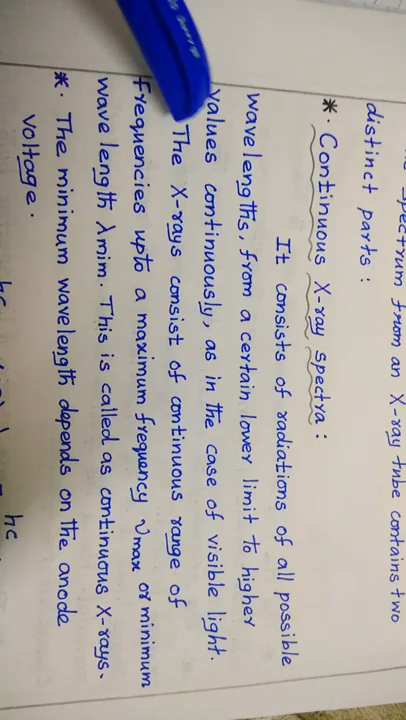 spectrum from an X-ray tube contains two
distinct parts :
*. Continuous X-ray spectra :
It consists of radiations of all possible
wavelengths, from a certain lower limit to higher
values continuously, as in the case of visible light.
The X-rays consist of continuous range of
frequencies upto a maximum frequency νmax or minimum
wave length λmin. This is called as continuous X-rays.
*. The minimum wavelength depends on the anode
voltage.
hc hc